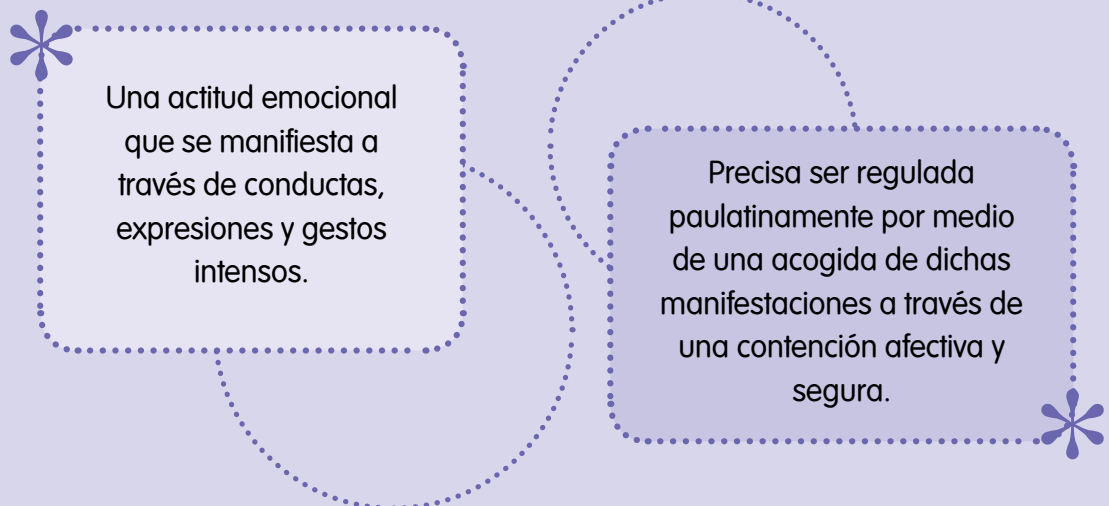 Una actitud emocional
que se manifiesta a
través de conductas,
expresiones y gestos
intensos.
Precisa ser regulada
paulatinamente por medio
de una acogida de dichas
manifestaciones a través de
una contención afectiva y
segura.